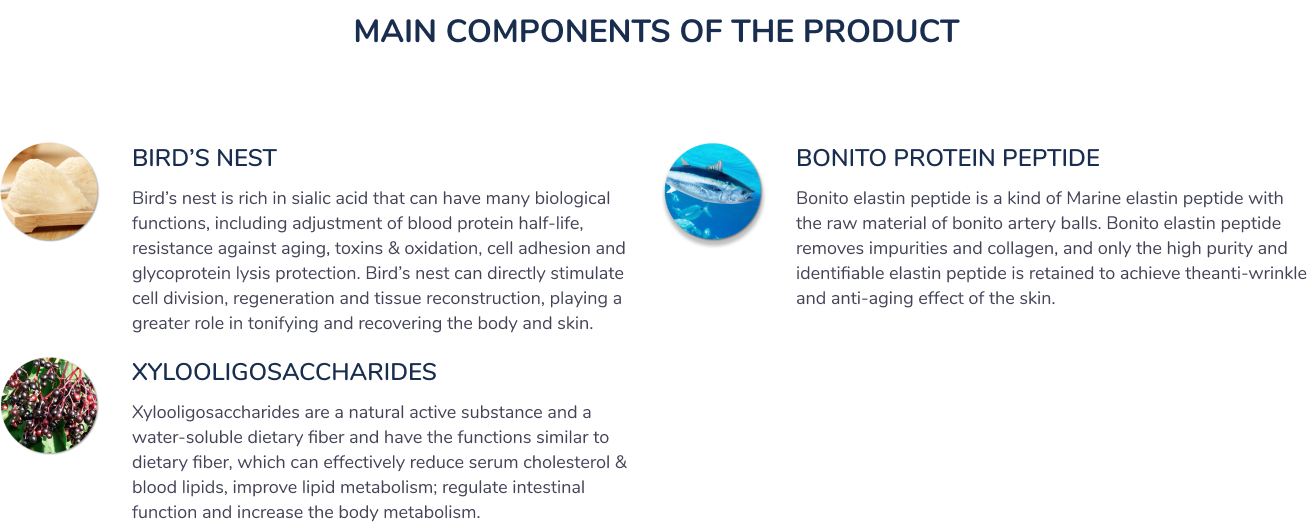 MAIN COMPONENTS OF THE PRODUCT
BIRD’S NEST
Bird’s nest is rich in sialic acid that can have many biological
functions, including adjustment of blood protein half-life,
resistance against aging, toxins & oxidation, cell adhesion and
glycoprotein lysis protection. Bird’s nest can directly stimulate
cell division, regeneration and tissue reconstruction, playing a
greater role in tonifying and recovering the body and skin.
BONITO PROTEIN PEPTIDE
Bonito elastin peptide is a kind of Marine elastin peptide with
the raw material of bonito artery balls. Bonito elastin peptide
removes impurities and collagen, and only the high purity and
identifiable elastin peptide is retained to achieve theanti-wrinkle
and anti-aging effect of the skin.
XYLOOLIGOSACCHARIDES
Xylooligosaccharides are a natural active substance and a
water-soluble dietary fiber and have the functions similar to
dietary fiber, which can effectively reduce serum cholesterol &
blood lipids, improve lipid metabolism; regulate intestinal
function and increase the body metabolism.